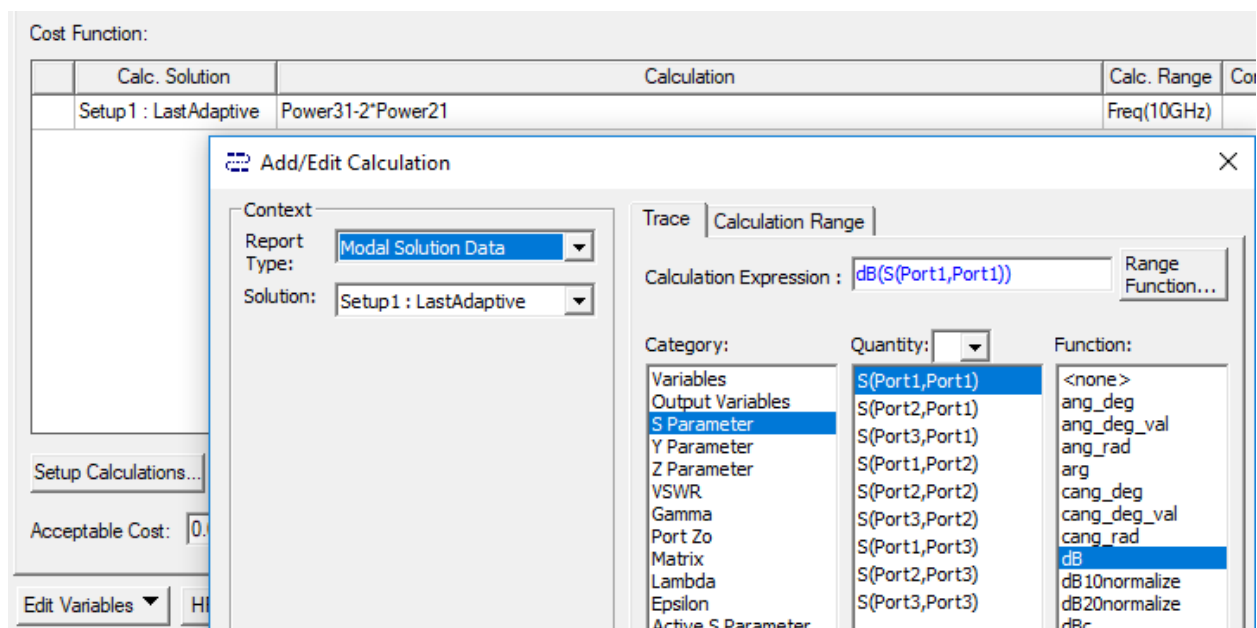 Cost Function:
Calc. Solution Calculation Calc. Range
Setup1 : LastAdaptive Power31-2*Power21 Freq(10GHz)
Add/Edit Calculation
Context
Report Type:
Modal Solution Data
Solution:
Setup1 : LastAdaptive
Trace
Calculation Range
Calculation Expression :
dB(S(Port1,Port1))
Range
Function...
Category:
Variables
Output Variables
S Parameter
Y Parameter
Z Parameter
VSWR
Gamma
Port Zo
Matrix
Lambda
Epsilon
Active S Parameter
Quantity:
S(Port1,Port1)
S(Port2,Port1)
S(Port3,Port1)
S(Port1,Port2)
S(Port2,Port2)
S(Port3,Port2)
S(Port1,Port3)
S(Port2,Port3)
S(Port3,Port3)
Function:
<none>
ang_deg
ang_deg_val
ang_rad
arg
cang_deg
cang_deg_val
cang_rad
dB
dB10normalize
dB20normalize
dBc
Setup Calculations...
Acceptable Cost:
Edit Variables